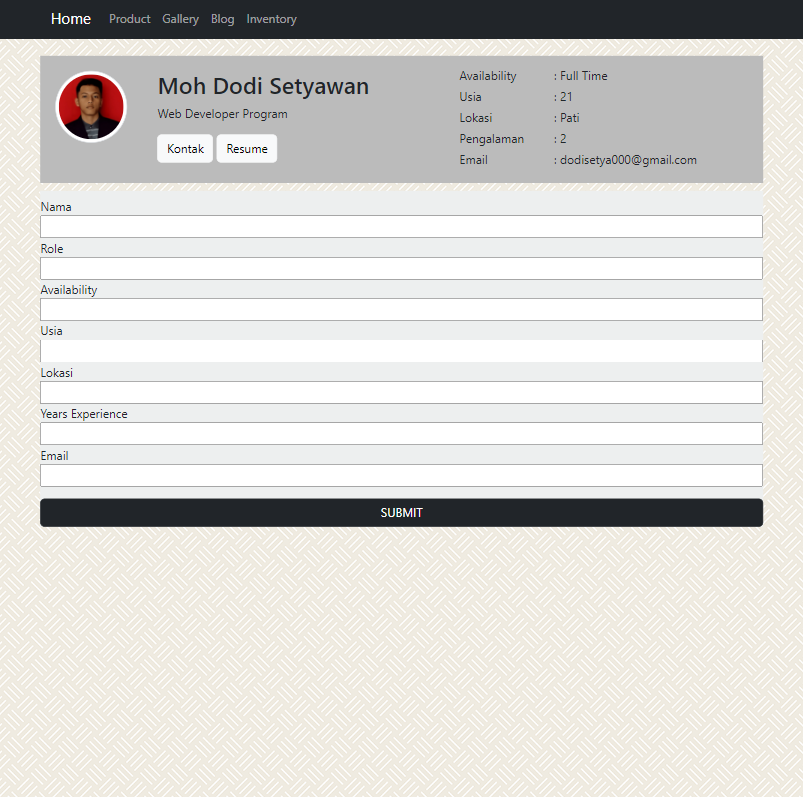 Home Product Gallery Blog Inventory
Moh Dodi Setyawan
Web Developer Program
Kontak Resume
Availability : Full Time
Usia : 21
Lokasi : Pati
Pengalaman : 2
Email : dodisetya000@gmail.com
Nama
Role
Availability
Usia
Lokasi
Years Experience
Email
SUBMIT